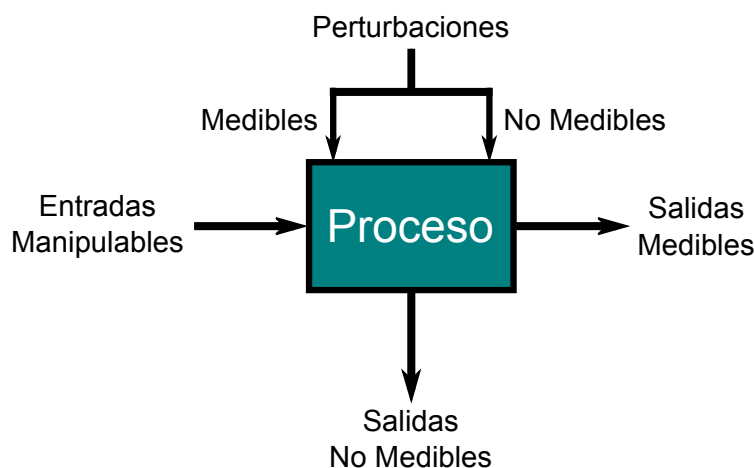 Perturbaciones
Medibles
No Medibles
Entradas
Manipulables
Proceso
Salidas
Medibles
Salidas
No Medibles